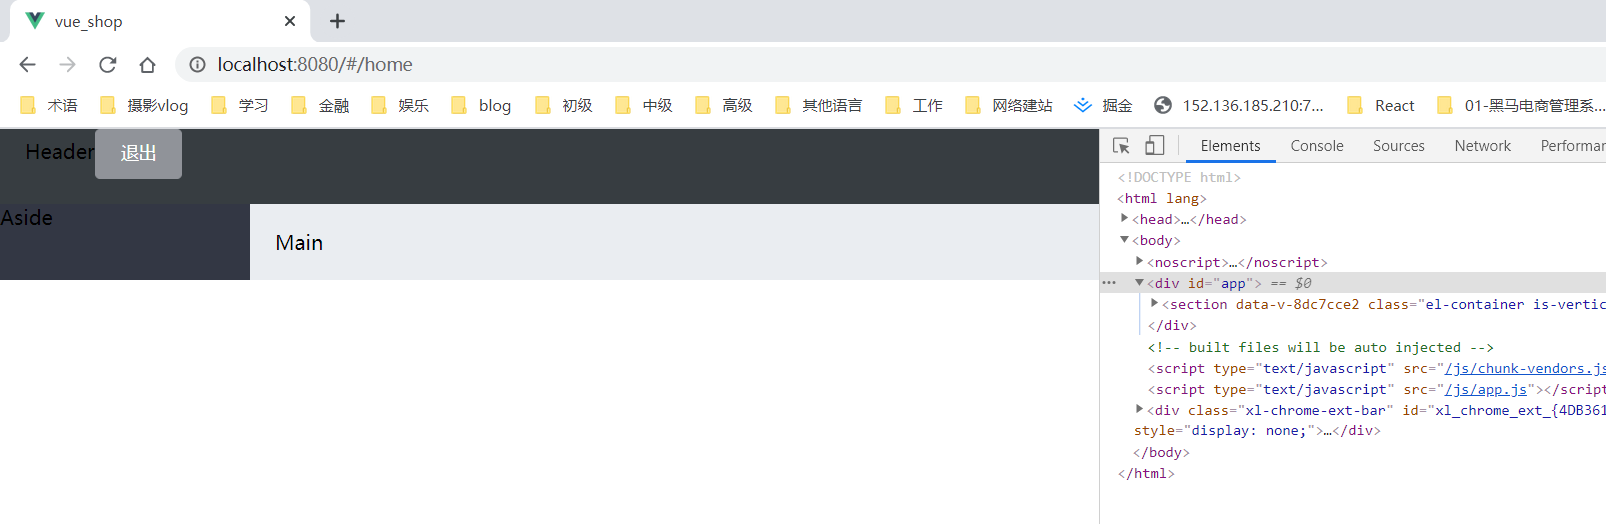 vue_shop
localhost:8080/#/home
术语 摄影vlog 学习 金融 娱乐 blog 初级 中级 高级 其他语言 工作 网络建站 掘金 152.136.185.210:7... React 01-黑马电商管理系...
Header 退出
Aside
Main
Elements Console Sources Network Performan
<!DOCTYPE html>
<html lang>
<head>…</head>
<body>
<noscript>…</noscript>
<div id="app"> == $0
<section data-v-8dc7cce2 class="el-container is-vertic
</div>
<!-- built files will be auto injected -->
<script type="text/javascript" src="/js/chunk-vendors.js
<script type="text/javascript" src="/js/app.js"></script
<div class="xl-chrome-ext-bar" id="xl_chrome_ext_{4DB361
style="display: none;">…</div>
</body>
</html>